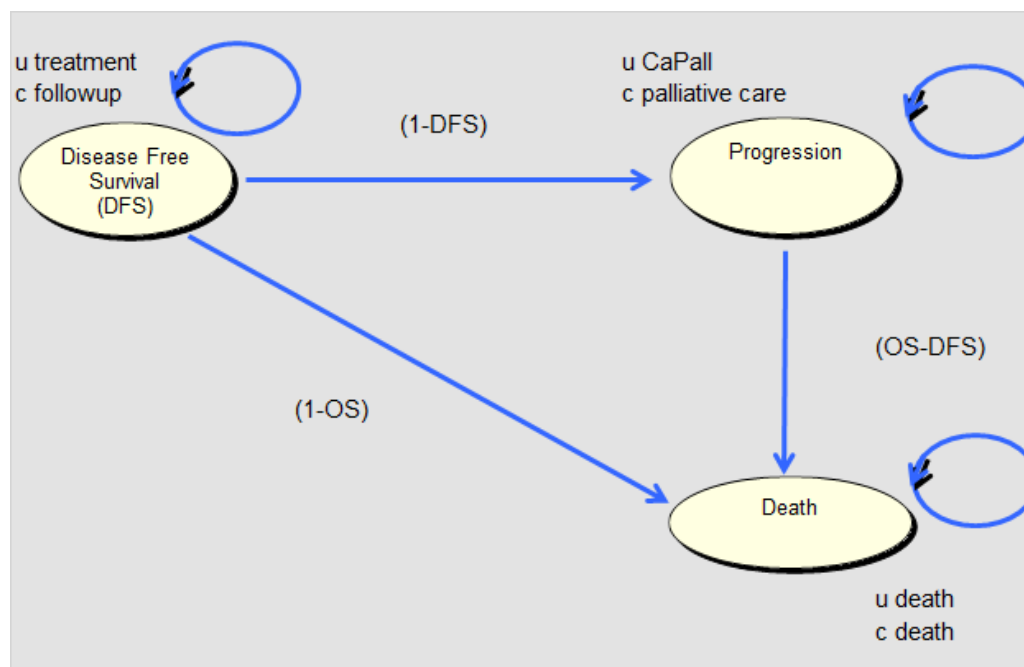 u treatment
c followup
Disease Free
Survival
(DFS)
(1-DFS)
u CaPall
c palliative care
Progression
(OS-DFS)
(1-OS)
Death
u death
c death